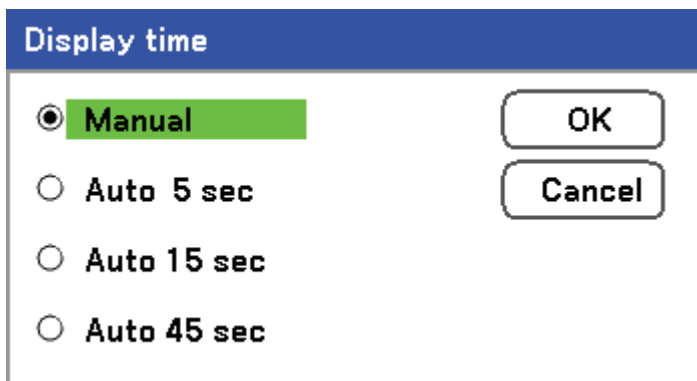 Display time
Manual
OK
Auto 5 sec
Cancel
Auto 15 sec
Auto 45 sec